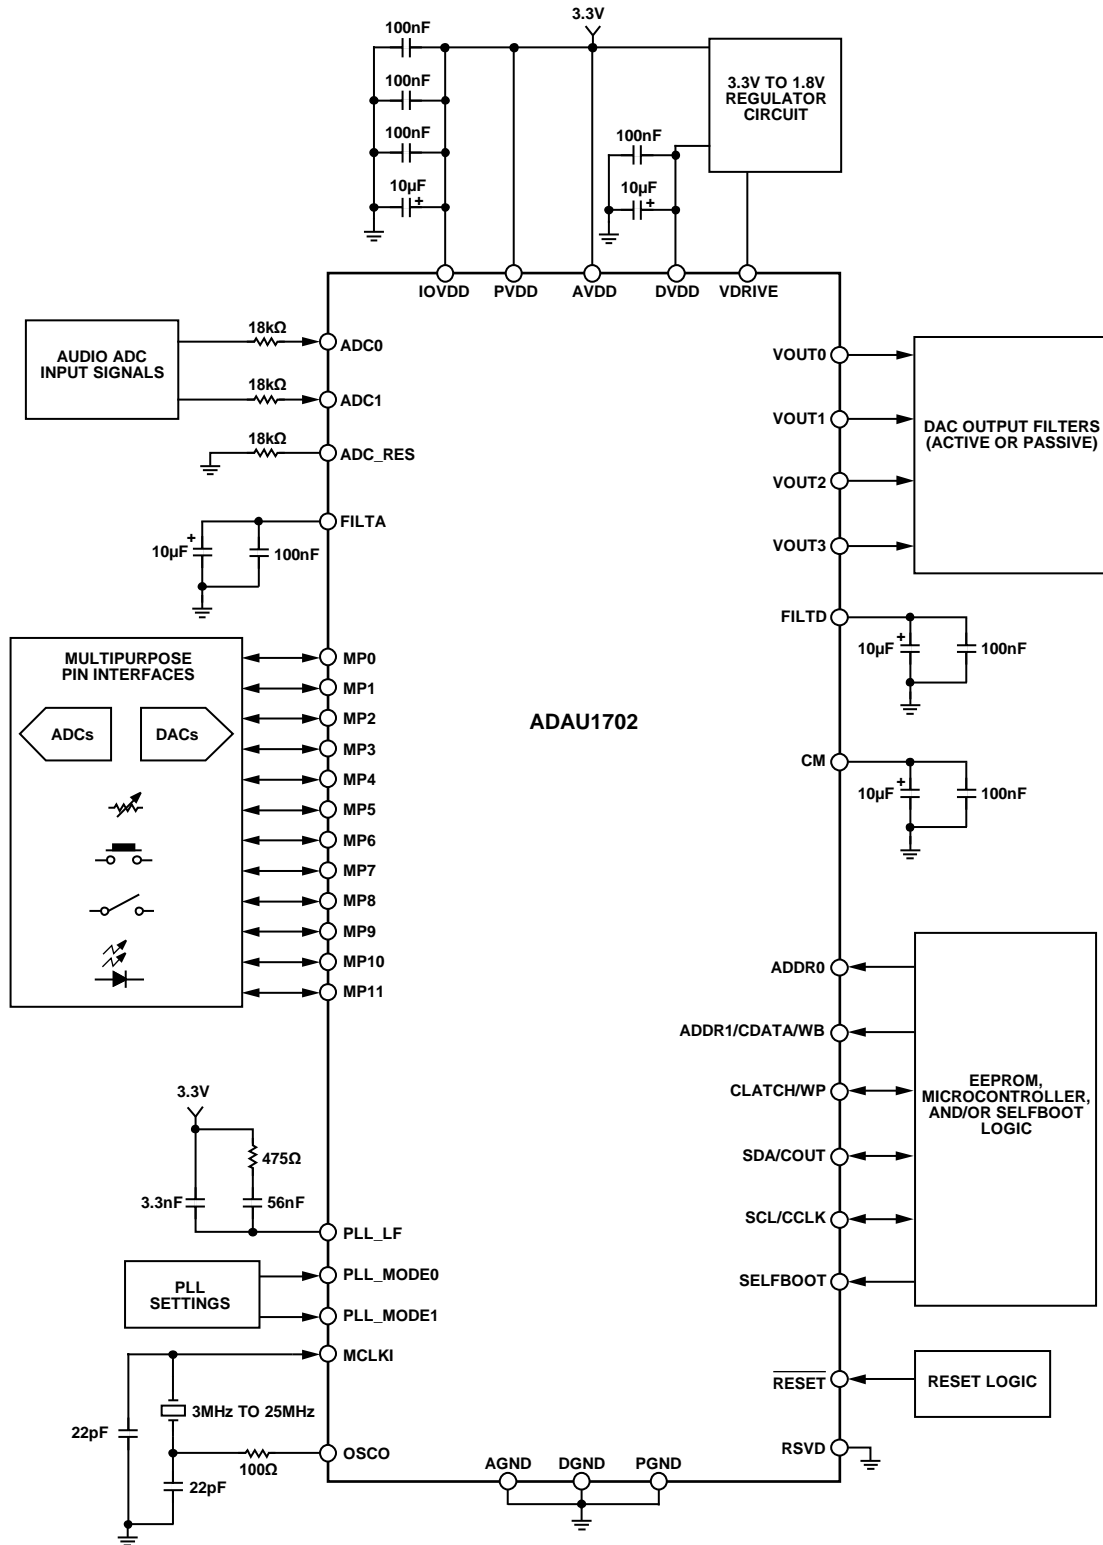 3.3V
100nF
100nF
100nF
10µF
+
3.3V TO 1.8V
REGULATOR
CIRCUIT
100nF
10µF
+
IOVDD
PVDD
AVDD
DVDD
VDRIVE
AUDIO ADC
INPUT SIGNALS
18kΩ
ADC0
18kΩ
ADC1
18kΩ
ADC_RES
FILTA
+
10µF
100nF
MULTIPURPOSE
PIN INTERFACES
ADCs
DACs
MP0
MP1
MP2
MP3
MP4
MP5
MP6
MP7
MP8
MP9
MP10
MP11
3.3V
475Ω
3.3nF
56nF
PLL_LF
PLL
SETTINGS
PLL_MODE0
PLL_MODE1
MCLKI
3MHz TO 25MHz
22pF
100Ω
OSCO
22pF
ADAU1702
AGND
DGND
PGND
VOUT0
VOUT1
VOUT2
VOUT3
DAC OUTPUT FILTERS
(ACTIVE OR PASSIVE)
FILTD
+
10µF
100nF
CM
+
10µF
100nF
ADDR0
ADDR1/CDATA/WB
CLATCH/WP
SDA/COUT
SCL/CCLK
SELFBOOT
EEPROM,
MICROCONTROLLER,
AND/OR SELFBOOT
LOGIC
RESET
RESET LOGIC
RSVD